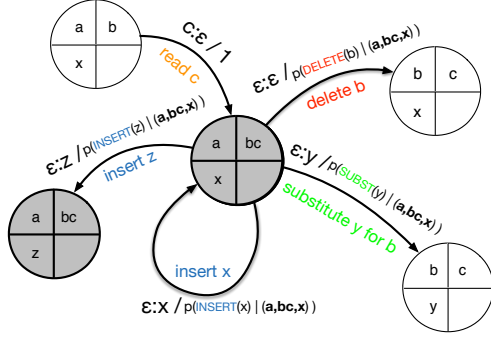 a b
x
c:ε / 1
read c
ε:ε / p(DELETE(b) | (a,bc,x))
delete b
b c
x
ε:z / p(INSERT(z) | (a,bc,x))
insert z
a bc
x
ε:y / p(SUBST(y) | (a,bc,x))
substitute y for b
a bc
z
insert x
ε:x / p(INSERT(x) | (a,bc,x))
b c
y